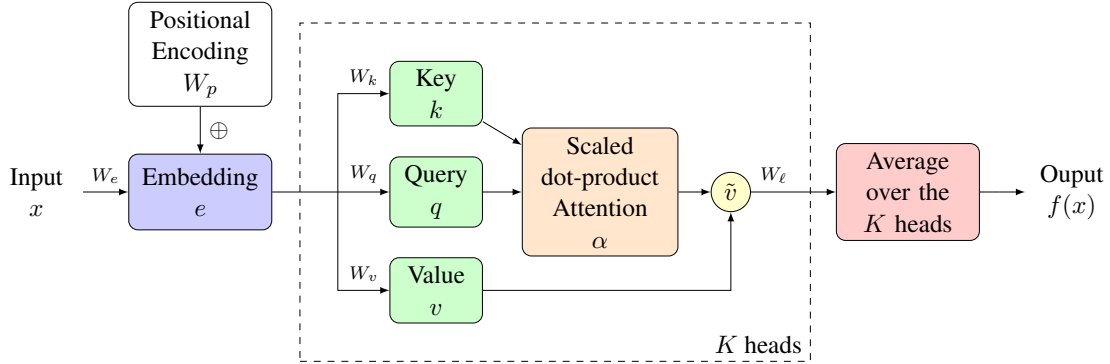 Positional
Encoding
W_p
⊕
Input
x
W_e
Embedding
e
W_k
Key
k
W_q
Query
q
W_v
Value
v
Scaled
dot-product
Attention
α
ṽ
W_ℓ
K heads
Average
over the
K heads
Ouput
f(x)